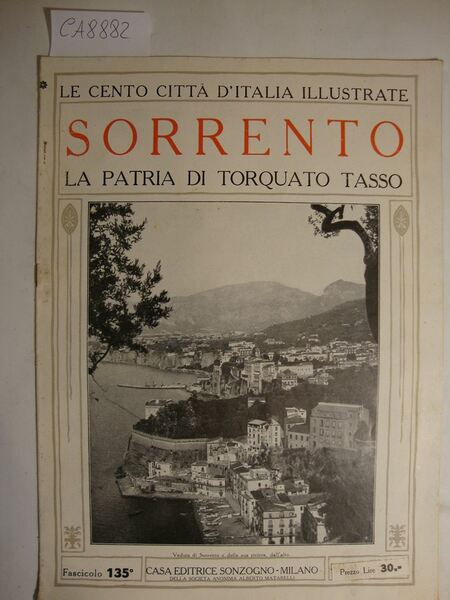 CA8882
LE CENTO CITTÀ D'ITALIA ILLUSTRATE
SORRENTO
LA PATRIA DI TORQUATO TASSO
Veduta di Sorrento e della sua marina, dall'alto.
Fascicolo 135°
CASA EDITRICE SONZOGNO - MILANO
DELLA SOCIETÀ ANONIMA ALBERTO MATARELLI
Prezzo Lire 30.-